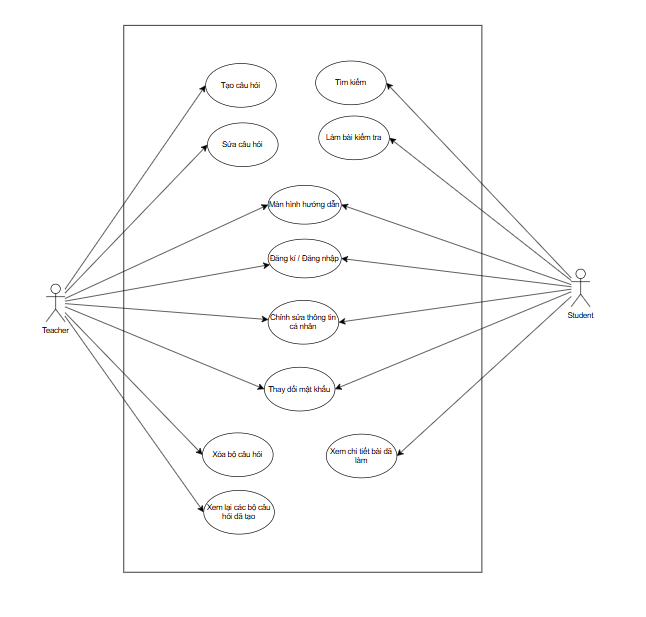 Tạo câu hỏi
Tìm kiếm
Sửa câu hỏi
Làm bài kiểm tra
Màn hình hướng dẫn
Đăng kí / Đăng nhập
Chỉnh sửa thông tin
cá nhân
Thay đổi mật khẩu
Teacher
Student
Xóa bộ câu hỏi
Xem chi tiết bài đã
làm
Xem lại các bộ câu
hỏi đã tạo